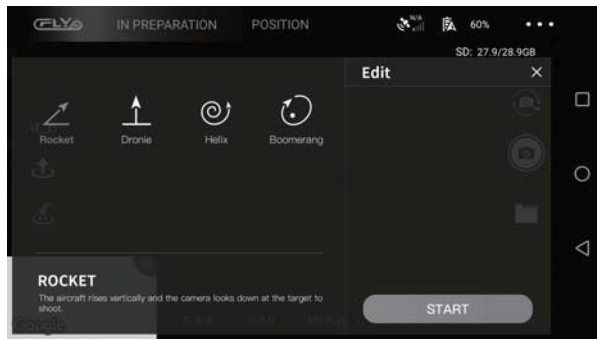 CFLY IN PREPARATION POSITION N/A 60%
SD: 27.9/28.9GB
Edit
Rocket Dronie Helix Boomerang
ROCKET
The aircraft rises vertically and the camera looks down at the target to
shoot.
START
Google